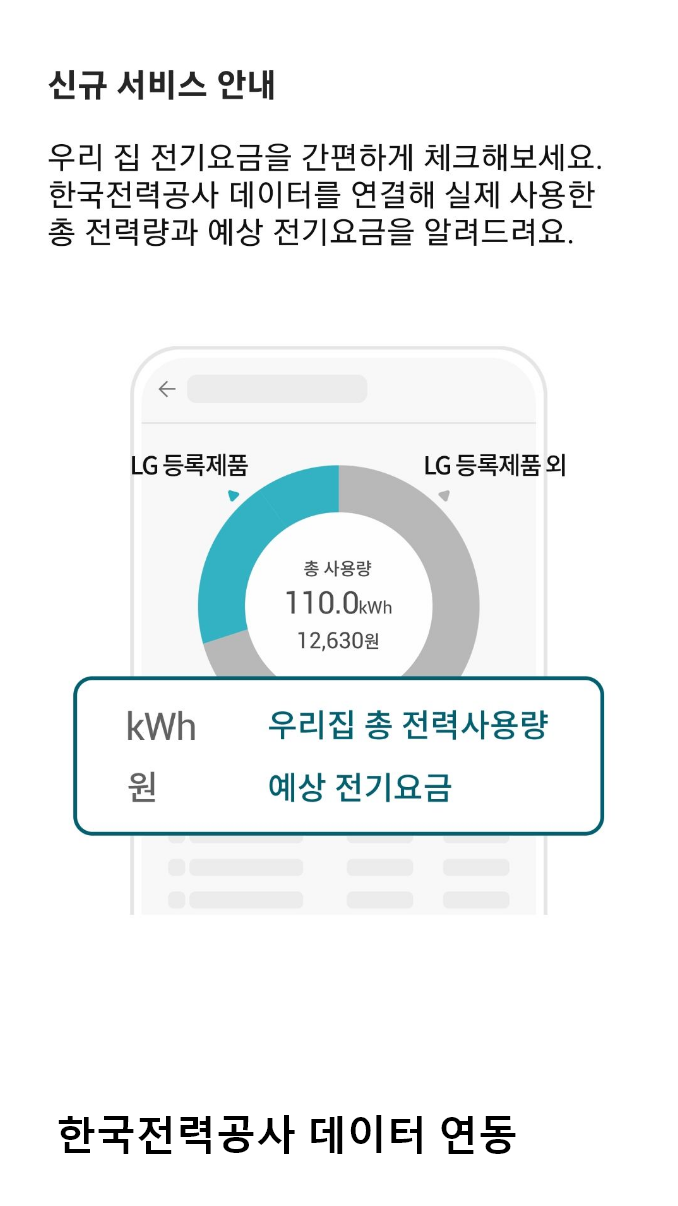 신규 서비스 안내
우리 집 전기요금을 간편하게 체크해보세요.
한국전력공사 데이터를 연결해 실제 사용한
총 전력량과 예상 전기요금을 알려드려요.
LG 등록제품
LG 등록제품 외
총 사용량
110.0kWh
12,630원
kWh 우리집 총 전력사용량
원 예상 전기요금
한국전력공사 데이터 연동